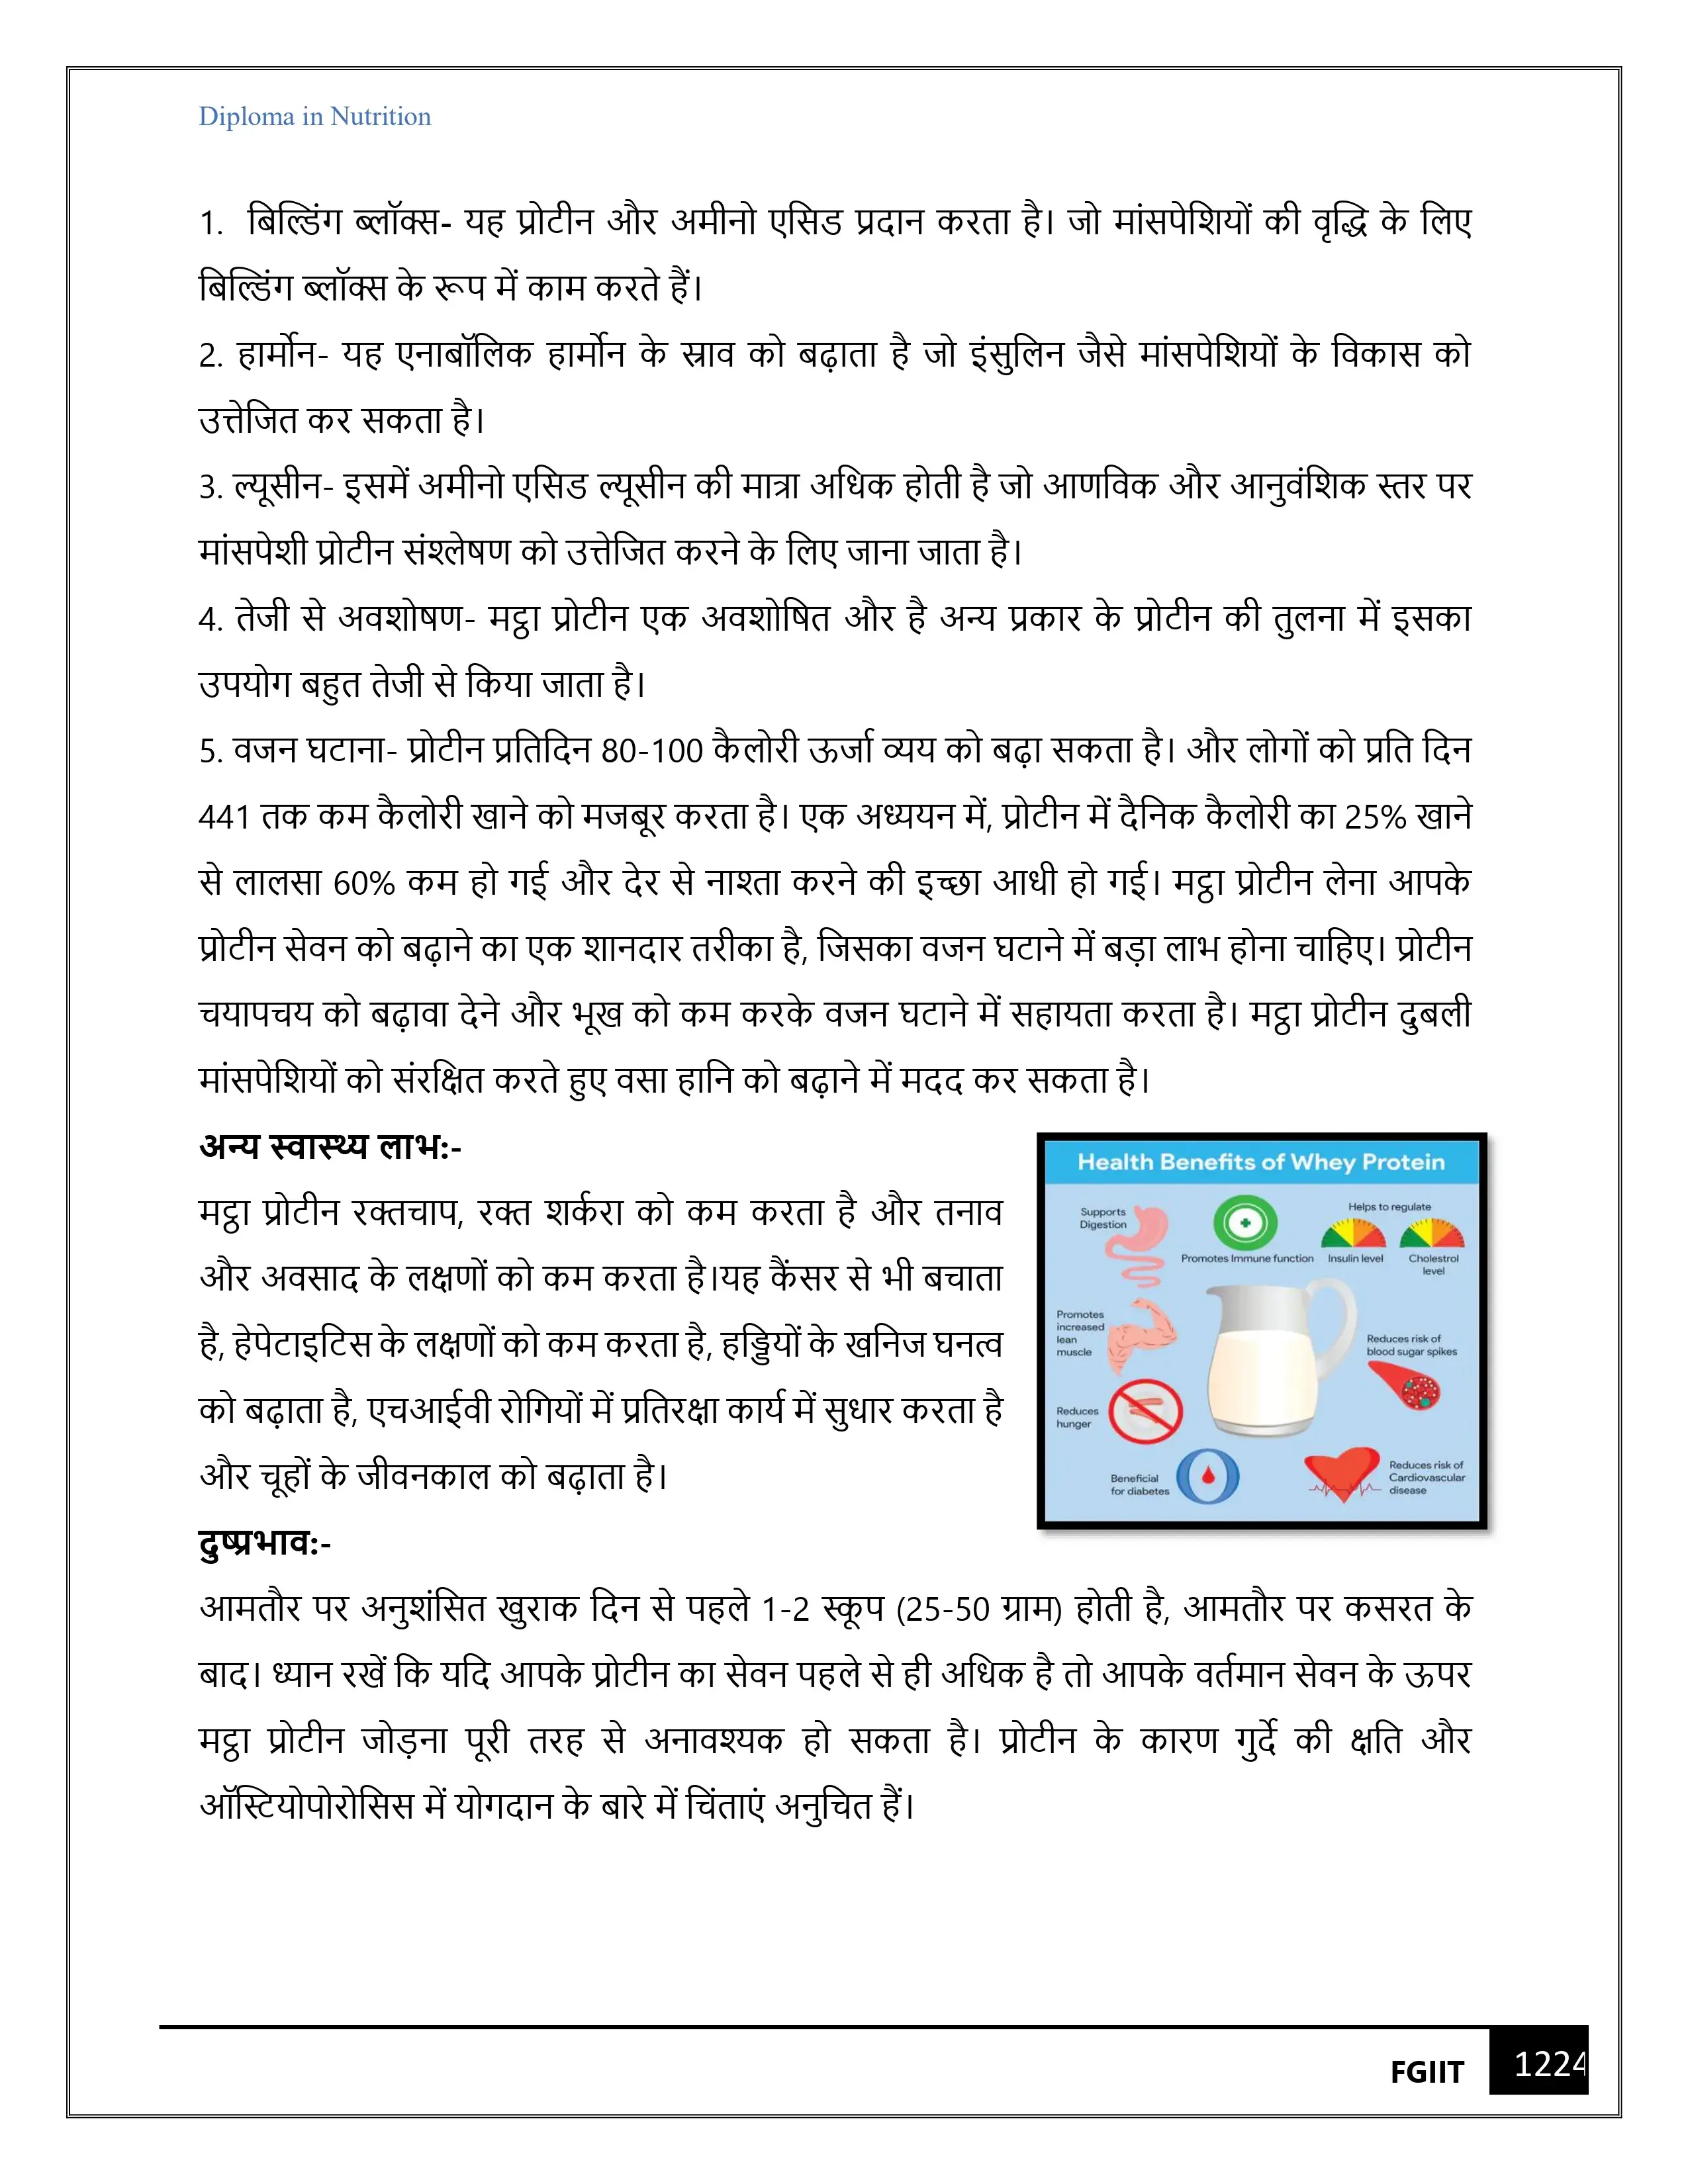 Diploma in Nutrition
1. बिल्डिंग ब्लॉक्स- यह प्रोटीन और अमीनो एसिड प्रदान करता है। जो मांसपेशियों की वृद्धि के लिए
बिल्डिंग ब्लॉक्स के रूप में काम करते हैं।
2. हार्मोन- यह एनाबॉलिक हार्मोन के स्राव को बढ़ाता है जो इंसुलिन जैसे मांसपेशियों के विकास को
उत्तेजित कर सकता है।
3. ल्यूसीन- इसमें अमीनो एसिड ल्यूसीन की मात्रा अधिक होती है जो आणविक और आनुवंशिक स्तर पर
मांसपेशी प्रोटीन संश्लेषण को उत्तेजित करने के लिए जाना जाता है।
4. तेजी से अवशोषण- मट्ठा प्रोटीन एक अवशोषित और है अन्य प्रकार के प्रोटीन की तुलना में इसका
उपयोग बहुत तेजी से किया जाता है।
5. वजन घटाना- प्रोटीन प्रतिदिन 80-100 कैलोरी ऊर्जा व्यय को बढ़ा सकता है। और लोगों को प्रति दिन
441 तक कम कैलोरी खाने को मजबूर करता है। एक अध्ययन में, प्रोटीन में दैनिक कैलोरी का 25% खाने
से लालसा 60% कम हो गई और देर से नाश्ता करने की इच्छा आधी हो गई। मट्ठा प्रोटीन लेना आपके
प्रोटीन सेवन को बढ़ाने का एक शानदार तरीका है, जिसका वजन घटाने में बड़ा लाभ होना चाहिए। प्रोटीन
चयापचय को बढ़ावा देने और भूख को कम करके वजन घटाने में सहायता करता है। मट्ठा प्रोटीन दुबली
मांसपेशियों को संरक्षित करते हुए वसा हानि को बढ़ाने में मदद कर सकता है।
अन्य स्वास्थ्य लाभ:-
मट्ठा प्रोटीन रक्तचाप, रक्त शर्करा को कम करता है और तनाव
और अवसाद के लक्षणों को कम करता है।यह कैंसर से भी बचाता
है, हेपेटाइटिस के लक्षणों को कम करता है, हड्डियों के खनिज घनत्व
को बढ़ाता है, एचआईवी रोगियों में प्रतिरक्षा कार्य में सुधार करता है
और चूहों के जीवनकाल को बढ़ाता है।
Health Benefits of Whey Protein
Supports
Digestion
Promotes Immune function
Helps to regulate
Insulin level
Cholestrol
level
Promotes
increased
lean
muscle
Reduces risk of
blood sugar spikes
Reduces
hunger
Beneficial
for diabetes
Reduces risk of
Cardiovascular
disease
दुष्प्रभाव:-
आमतौर पर अनुशंसित खुराक दिन से पहले 1-2 स्कूप (25-50 ग्राम) होती है, आमतौर पर कसरत के
बाद। ध्यान रखें कि यदि आपके प्रोटीन का सेवन पहले से ही अधिक है तो आपके वर्तमान सेवन के ऊपर
मट्ठा प्रोटीन जोड़ना पूरी तरह से अनावश्यक हो सकता है। प्रोटीन के कारण गुर्दे की क्षति और
ऑस्टियोपोरोसिस में योगदान के बारे में चिंताएं अनुचित हैं।
FGIIT
1224